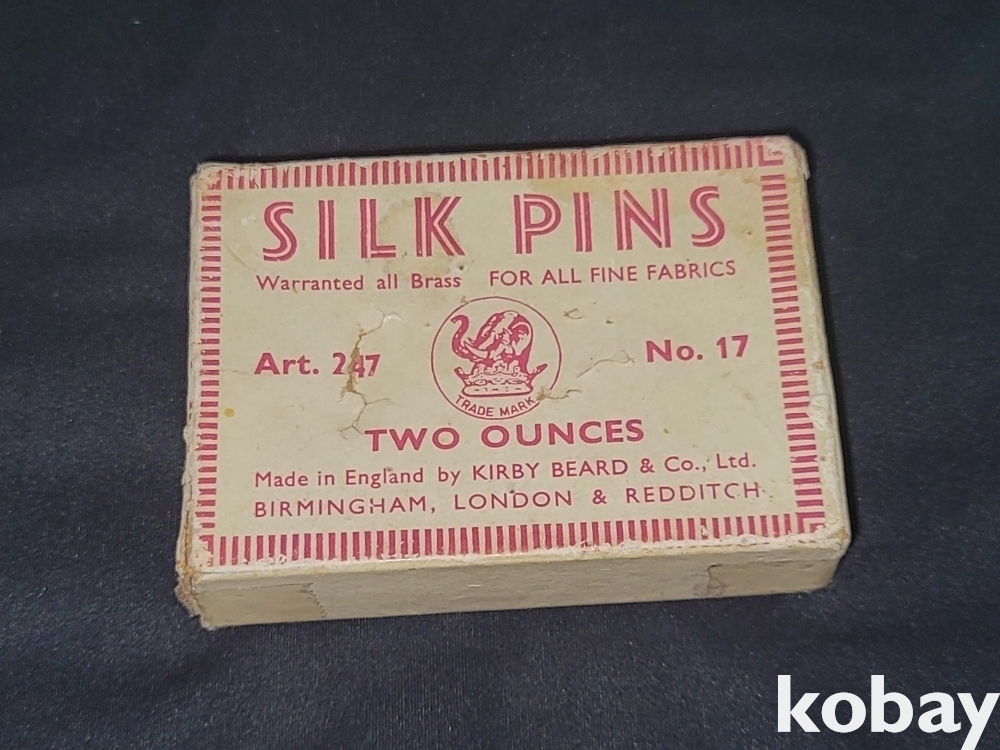 SILK PINS
Warranted all Brass FOR ALL FINE FABRICS
Art. 247 No. 17
TRADE MARK
TWO OUNCES
Made in England by KIRBY BEARD & Co., Ltd.
BIRMINGHAM, LONDON & REDDITCH
kobay